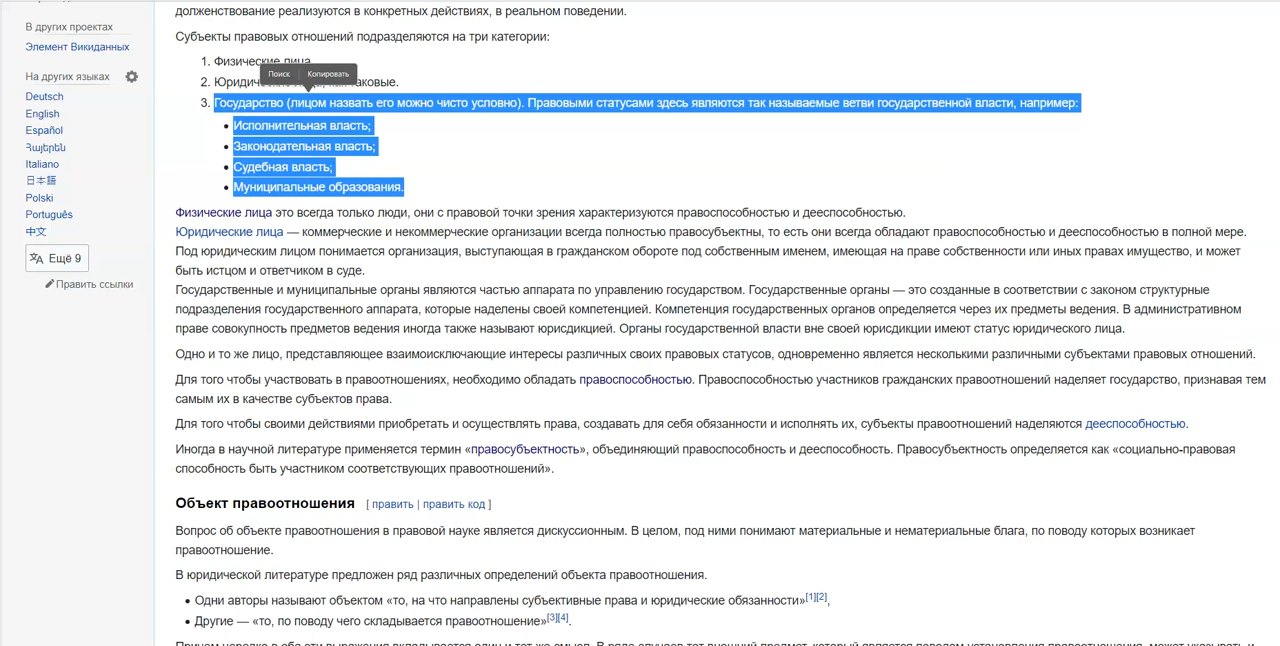 долженствование реализуются в конкретных действиях, в реальном поведении.
В других проектах
Элемент Викиданных
На других языках
Deutsch
English
Español
Հայերեն
Italiano
日本語
Polski
Português
中文
Ещё 9
Править ссылки
Субъекты правовых отношений подразделяются на три категории:
1. Физические лица
Поиск Копировать
2. Юридические лица, как таковые.
3. Государство (лицом назвать его можно чисто условно). Правовыми статусами здесь являются так называемые ветви государственной власти, например:
• Исполнительная власть;
• Законодательная власть;
• Судебная власть;
• Муниципальные образования.
Физические лица это всегда только люди, они с правовой точки зрения характеризуются правоспособностью и дееспособностью.
Юридические лица — коммерческие и некоммерческие организации всегда полностью правосубъектны, то есть они всегда обладают правоспособностью и дееспособностью в полной мере.
Под юридическим лицом понимается организация, выступающая в гражданском обороте под собственным именем, имеющая на праве собственности или иных правах имущество, и может
быть истцом и ответчиком в суде.
Государственные и муниципальные органы являются частью аппарата по управлению государством. Государственные органы — это созданные в соответствии с законом структурные
подразделения государственного аппарата, которые наделены своей компетенцией. Компетенция государственных органов определяется через их предметы ведения. В административном
праве совокупность предметов ведения иногда также называют юрисдикцией. Органы государственной власти вне своей юрисдикции имеют статус юридического лица.
Одно и то же лицо, представляющее взаимоисключающие интересы различных своих правовых статусов, одновременно является несколькими различными субъектами правовых отношений.
Для того чтобы участвовать в правоотношениях, необходимо обладать правоспособностью. Правоспособностью участников гражданских правоотношений наделяет государство, признавая тем
самым их в качестве субъектов права.
Для того чтобы своими действиями приобретать и осуществлять права, создавать для себя обязанности и исполнять их, субъекты правоотношений наделяются дееспособностью.
Иногда в научной литературе применяется термин «правосубъектность», объединяющий правоспособность и дееспособность. Правосубъектность определяется как «социально-правовая
способность быть участником соответствующих правоотношений».
Объект правоотношения [ править | править код ]
Вопрос об объекте правоотношения в правовой науке является дискуссионным. В целом, под ними понимают материальные и нематериальные блага, по поводу которых возникает
правоотношение.
В юридической литературе предложен ряд различных определений объекта правоотношения.
• Одни авторы называют объектом «то, на что направлены субъективные права и юридические обязанности»[1][2],
• Другие — «то, по поводу чего складывается правоотношение»[3][4].